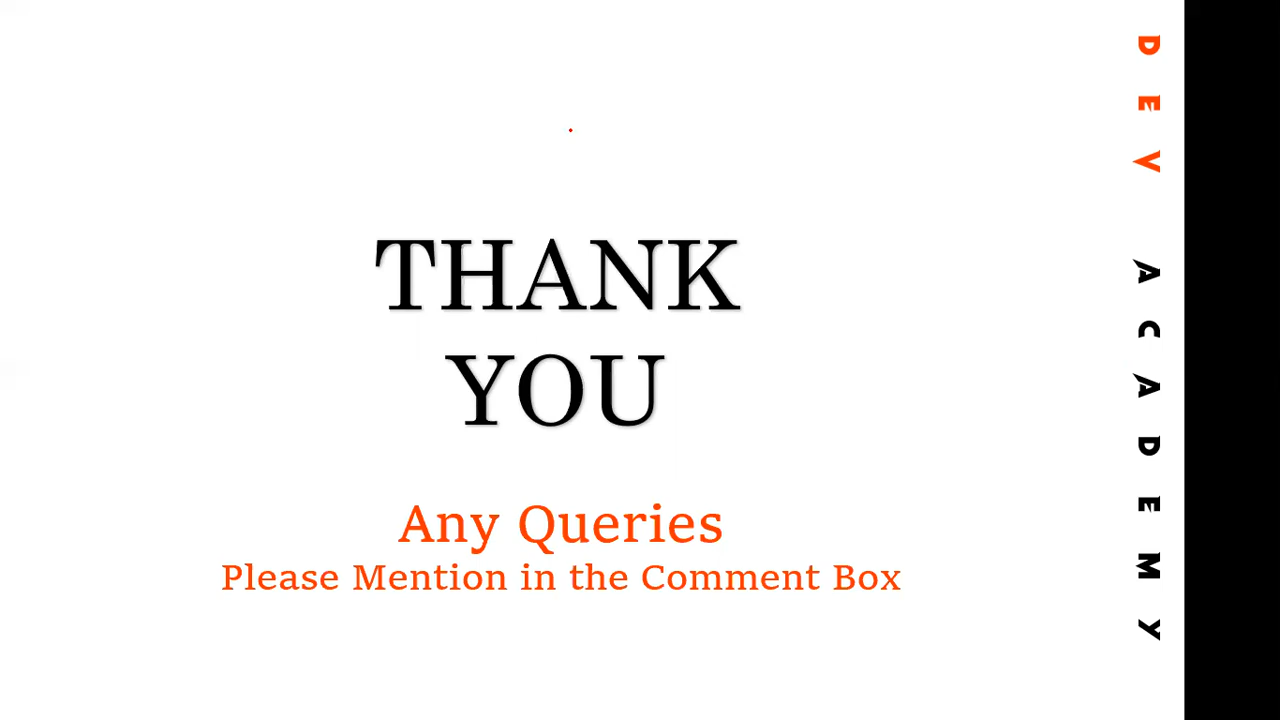 THANK
YOU
Any Queries
Please Mention in the Comment Box
DEV ACADEMY